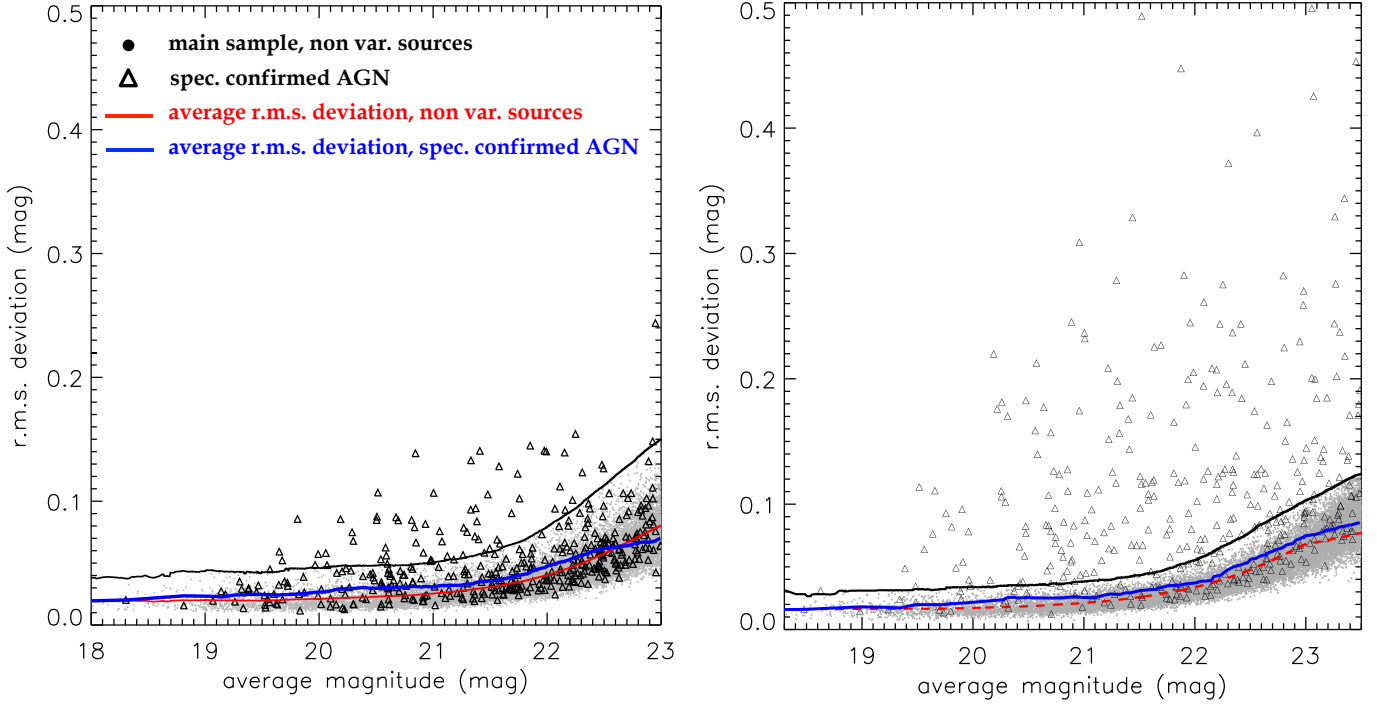 0.5
0.4
0.3
0.2
0.1
0.0
r.m.s. deviation (mag)
main sample, non var. sources
spec. confirmed AGN
average r.m.s. deviation, non var. sources
average r.m.s. deviation, spec. confirmed AGN
18 19 20 21 22 23
average magnitude (mag)
0.5
0.4
0.3
0.2
0.1
0.0
r.m.s. deviation (mag)
19 20 21 22 23
average magnitude (mag)